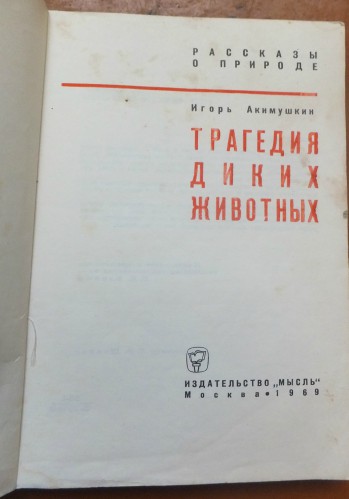 РАССКАЗЫ
О ПРИРОДЕ
Игорь Акимушкин
ТРАГЕДИЯ
ДИКИХ
ЖИВОТНЫХ
ИЗДАТЕЛЬСТВО „МЫСЛЬ"
Москва • 1969